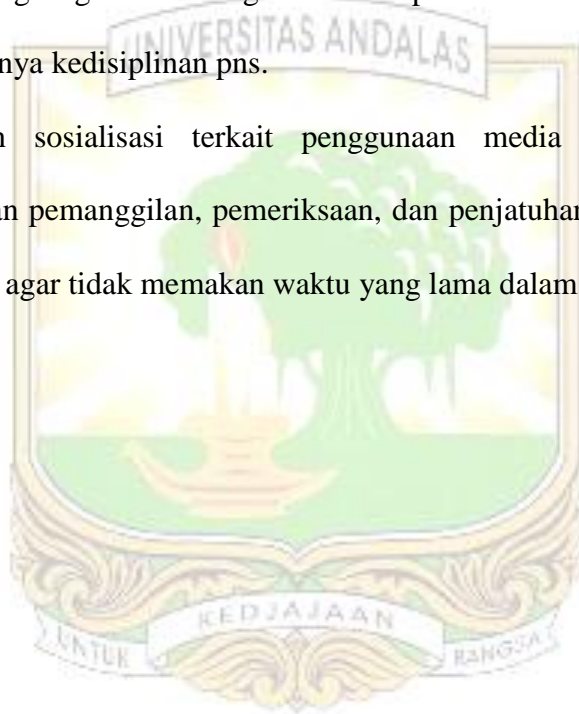 UNIVERSITAS ANDALAS
nya kedisiplinan pns.
sosialisasi terkait penggunaan media
an pemanggilan, pemeriksaan, dan penjatuhan
agar tidak memakan waktu yang lama dalam
KEDJAJAAN
UNTUK BANGSA